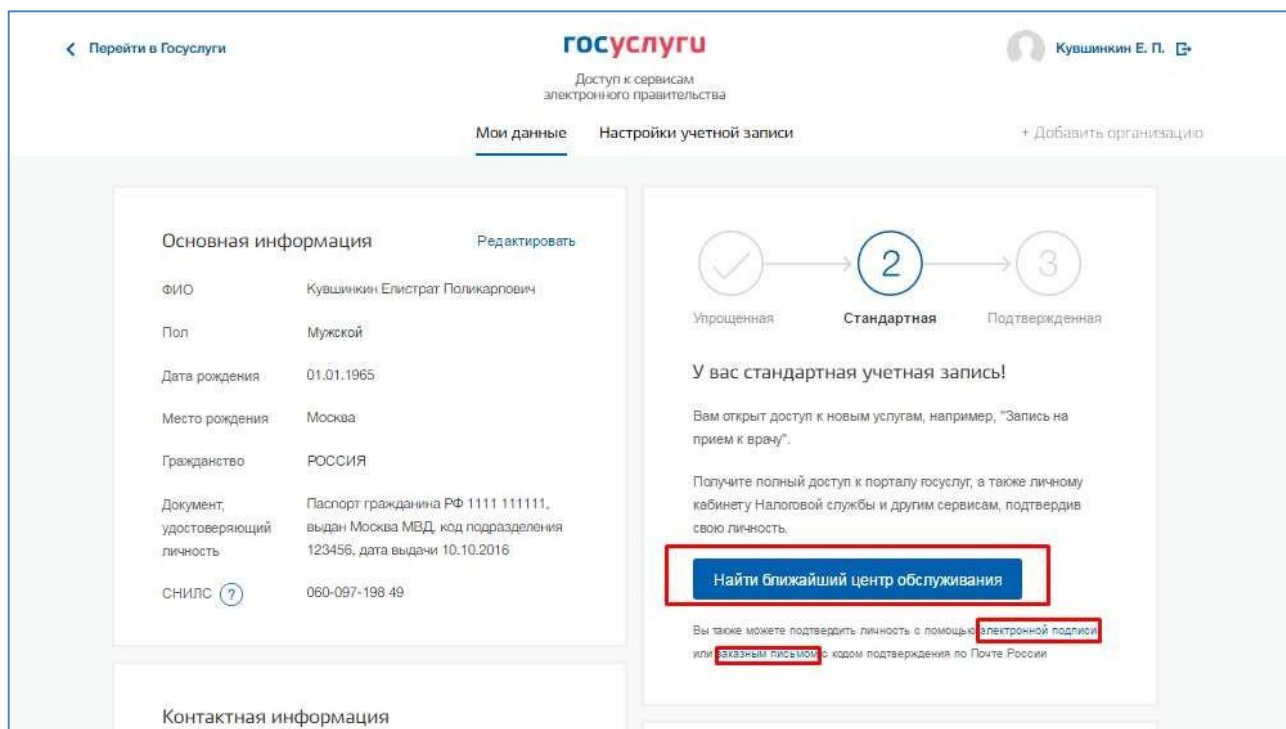 Перейти в Госуслуги
госуслуги
Кувшинкин Е. П.
Доступ к сервисам
электронного правительства
Мои данные
Настройки учетной записи
+ Добавить организацию
Основная информация
Редактировать
ФИО
Кувшинкин Елистрат Поликарпович
Пол
Мужской
Дата рождения
01.01.1965
Место рождения
Москва
Гражданство
РОССИЯ
Документ,
удостоверяющий
личность
Паспорт гражданина РФ 1111 111111,
выдан Москва МВД, код подразделения
123456, дата выдачи 10.10.2016
СНИЛС ?
060-097-198 49
Контактная информация
2
3
Упрощенная
Стандартная
Подтвержденная
У вас стандартная учетная запись!
Вам открыт доступ к новым услугам, например, "Запись на
прием к врачу".
Получите полный доступ к порталу госуслуг, а также личному
кабинету Налоговой службы и другим сервисам, подтвердив
свою личность.
Найти ближайший центр обслуживания
Вы также можете подтвердить личность с помощью электронной подписи
или заказным письмом с кодом подтверждения по Почте России